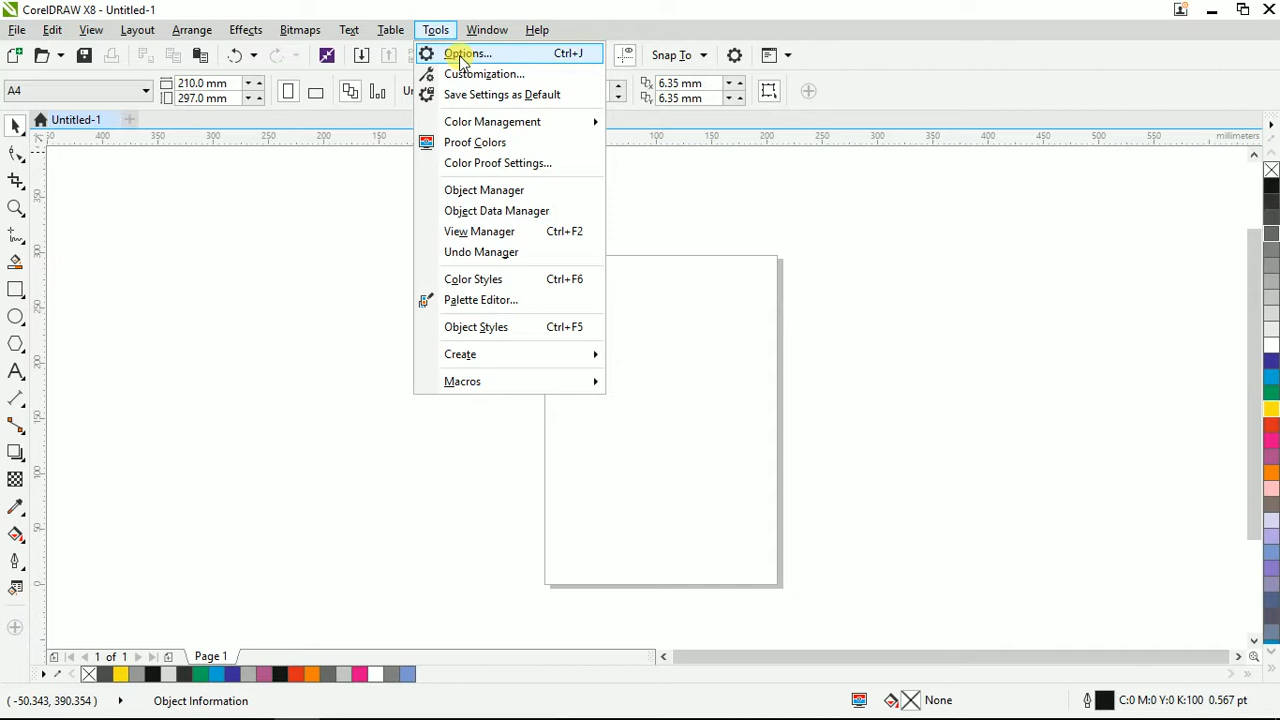 CorelDRAW X8 - Untitled-1
File Edit View Layout Arrange Effects Bitmaps Text Table Tools Window Help
Snap To
A4
210.0 mm
297.0 mm
6.35 mm
6.35 mm
Untitled-1
Options... Ctrl+J
Customization...
Save Settings as Default
Color Management
Proof Colors
Color Proof Settings...
Object Manager
Object Data Manager
View Manager Ctrl+F2
Undo Manager
Color Styles Ctrl+F6
Palette Editor...
Object Styles Ctrl+F5
Create
Macros
400 350 300 250 200 150 100 150 200 250 300 350 400 450 500 550 millimeters
1 of 1
Page 1
( -50.343, 390.354 )
Object Information
None
C:0 M:0 Y:0 K:100 0.567 pt